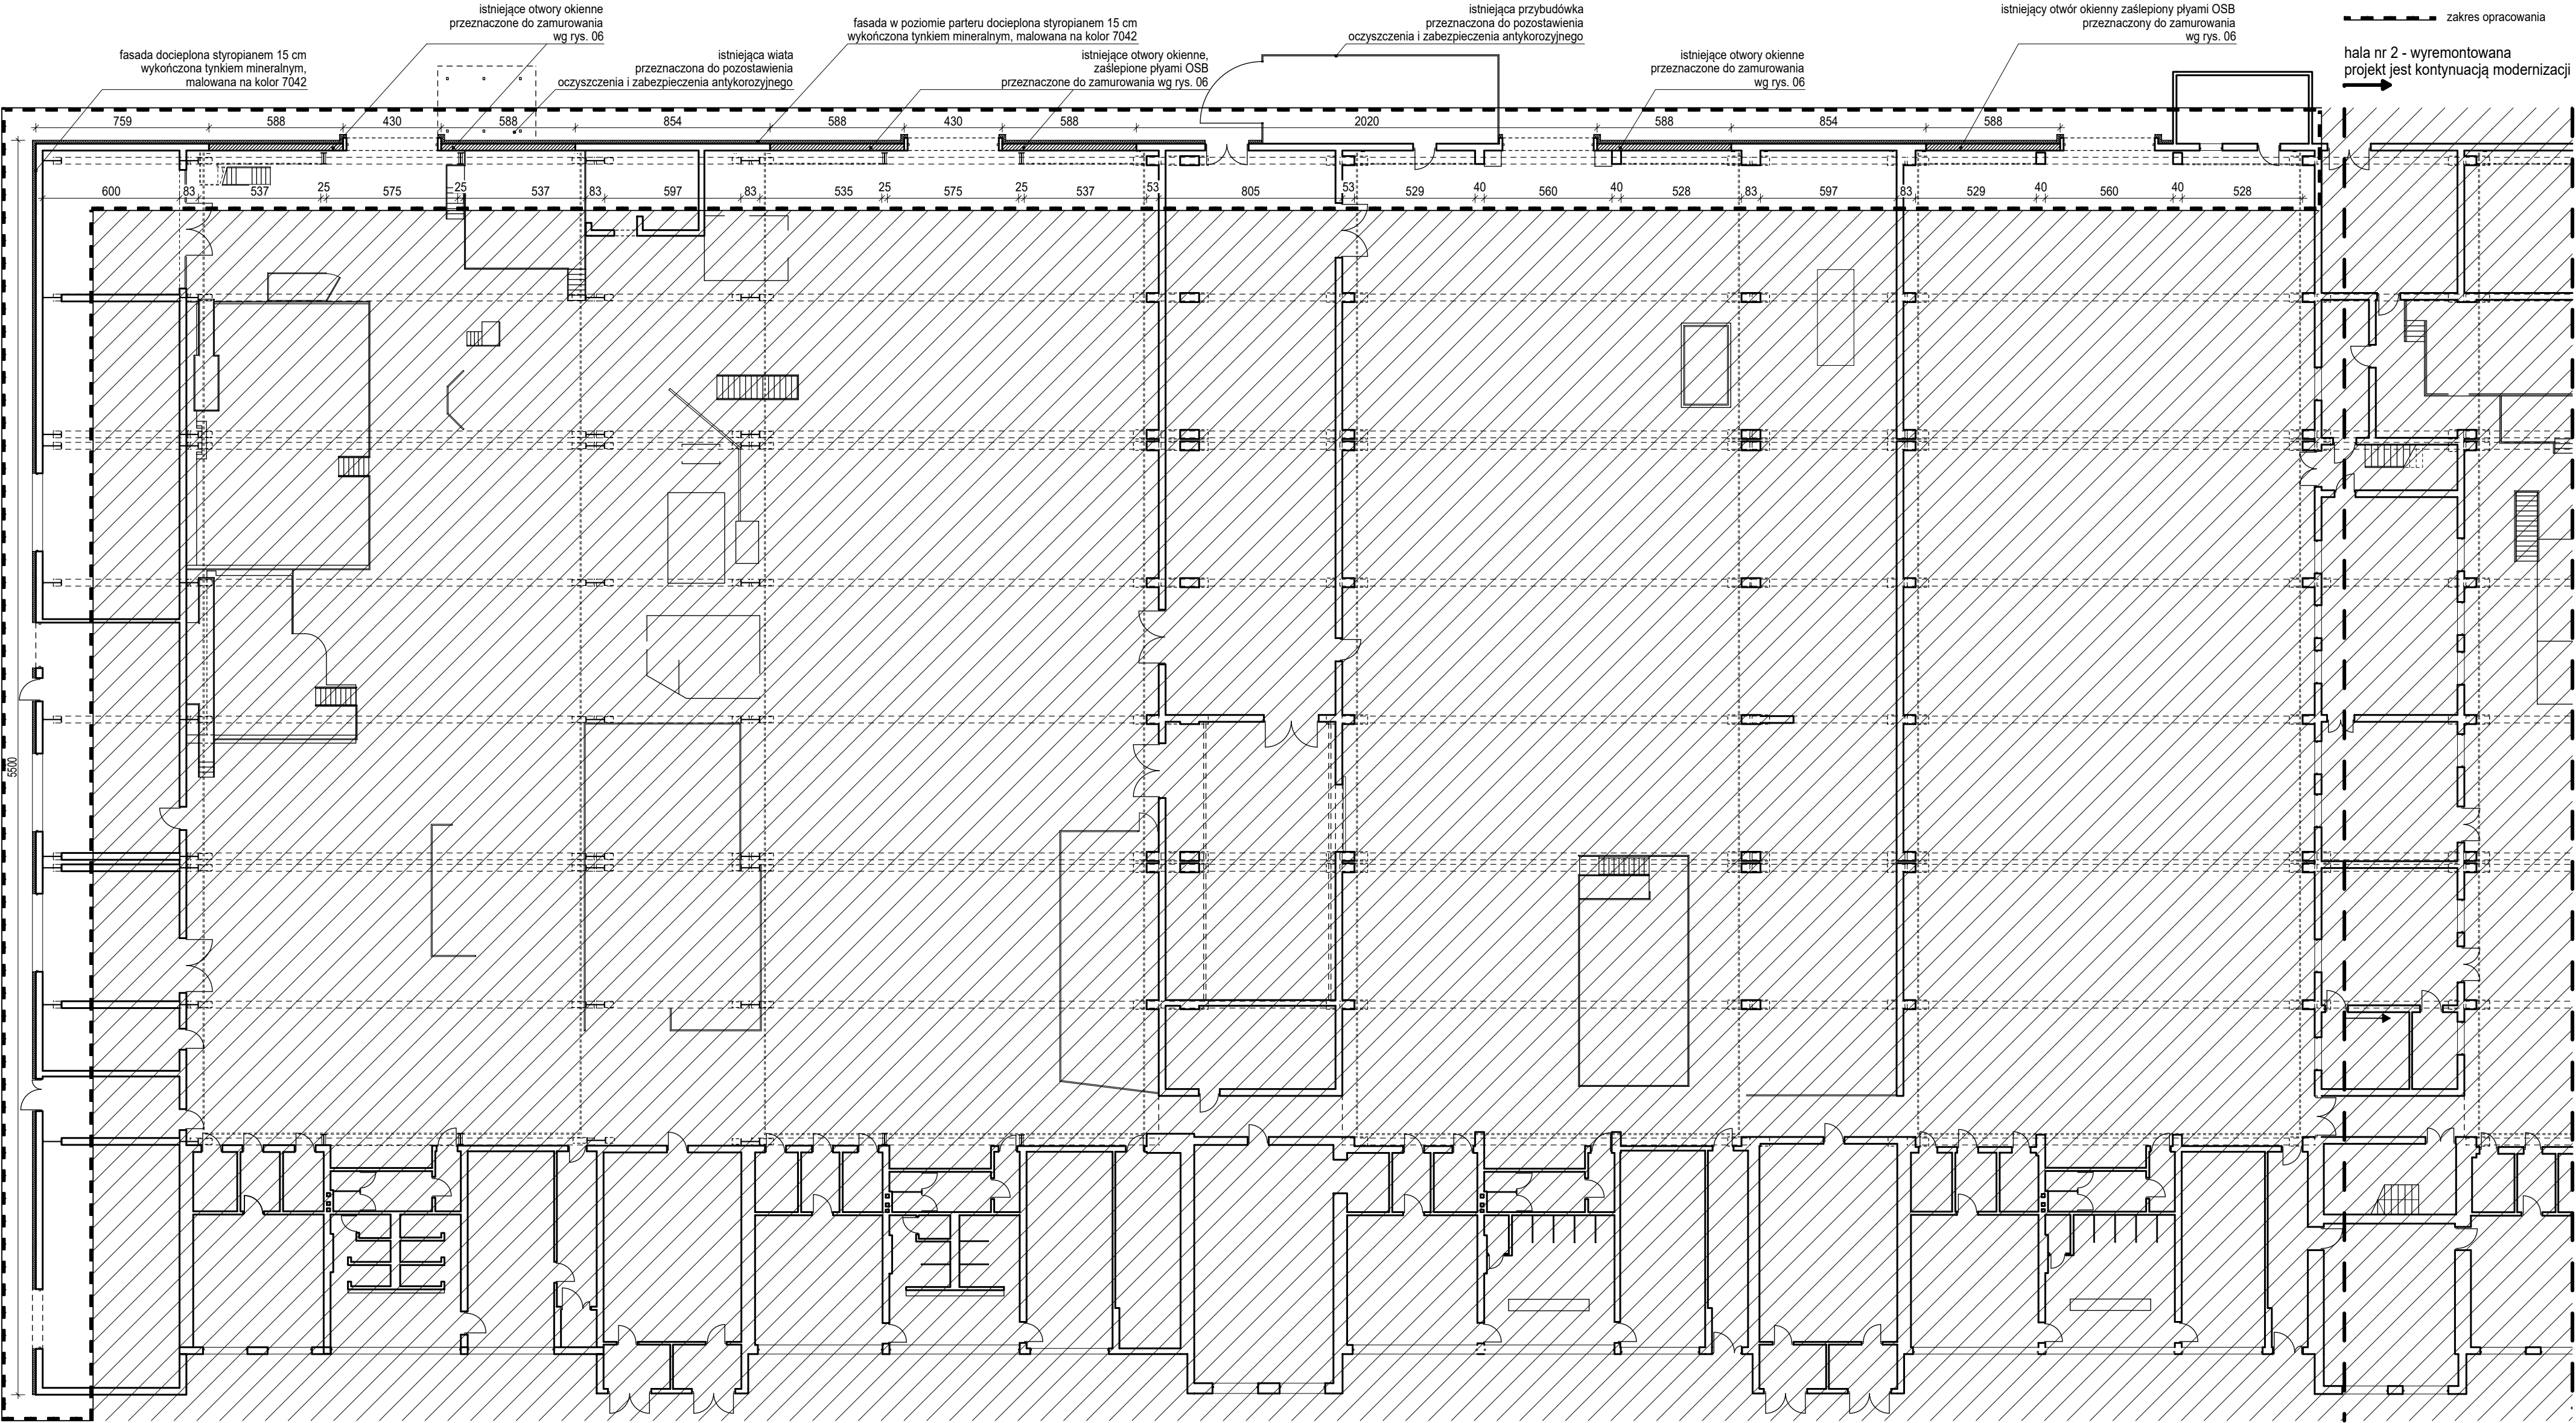 istniejące otwory okienne
przeznaczone do zamurowania
wg rys. 06
fasada w poziomie parteru docieplona styropianem 15 cm
wykończona tynkiem mineralnym, malowana na kolor 7042
istniejąca przybudówka
przeznaczona do pozostawienia
oczyszczenia i zabezpieczenia antykorozyjnego
istniejący otwór okienny zaślepiony płyami OSB
przeznaczony do zamurowania
wg rys. 06
zakres opracowania
fasada docieplona styropianem 15 cm
wykończona tynkiem mineralnym,
malowana na kolor 7042
istniejąca wiata
przeznaczona do pozostawienia
oczyszczenia i zabezpieczenia antykorozyjnego
istniejące otwory okienne,
zaślepione płyami OSB
przeznaczone do zamurowania wg rys. 06
istniejące otwory okienne
przeznaczone do zamurowania
wg rys. 06
hala nr 2 - wyremontowana
projekt jest kontynuacją modernizacji
759 588 430 588 854 588 430 588 2020 588 854 588
600 83 537 25 575 25 537 83 597 83 535 25 575 25 537 53 805 53 529 40 560 40 528 83 597 83 529 40 560 40 528
5500